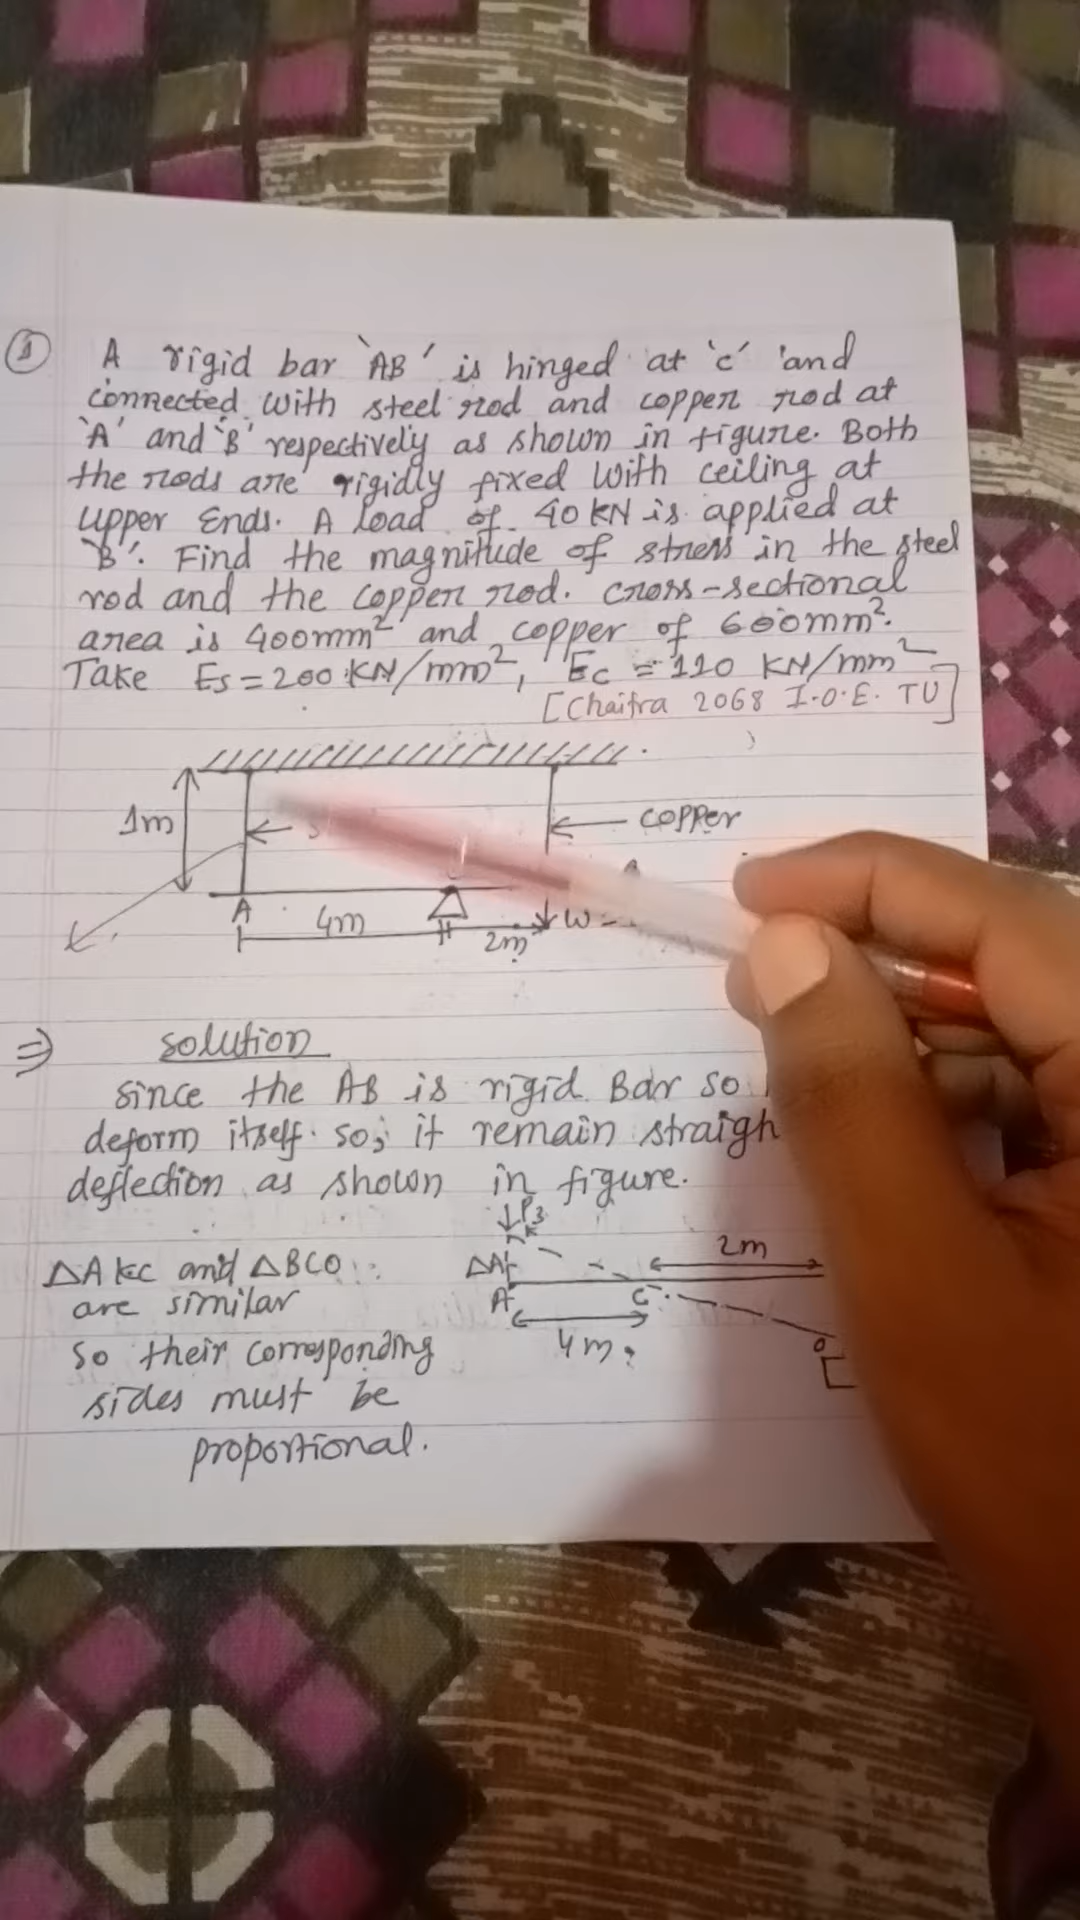 1 A rigid bar `AB' is hinged at 'c' 'and
connected with steel rod and copper rod at
`A' and `B' respectively as shown in figure. Both
the rods are rigidly fixed with ceiling at
upper Ends. A load of 40 KN is applied at
`B'. Find the magnitude of stress in the steel
rod and the copper rod. cross-sectional
area is 400mm² and copper of 600mm².
Take Es = 200 KN/mm², Ec = 110 KN/mm²
[Chaitra 2068 I.O.E. TU]
1m
copper
A
4m
2m
W =
⇒ solution
since the AB is rigid Bar so
deform itself. so, it remain straigh
deflection as shown in figure.
ΔAKC and ΔBCO
are similar
so their corresponding
sides must be
proportional.
↓Ps
K
ΔA
2m
A
C
4m
O